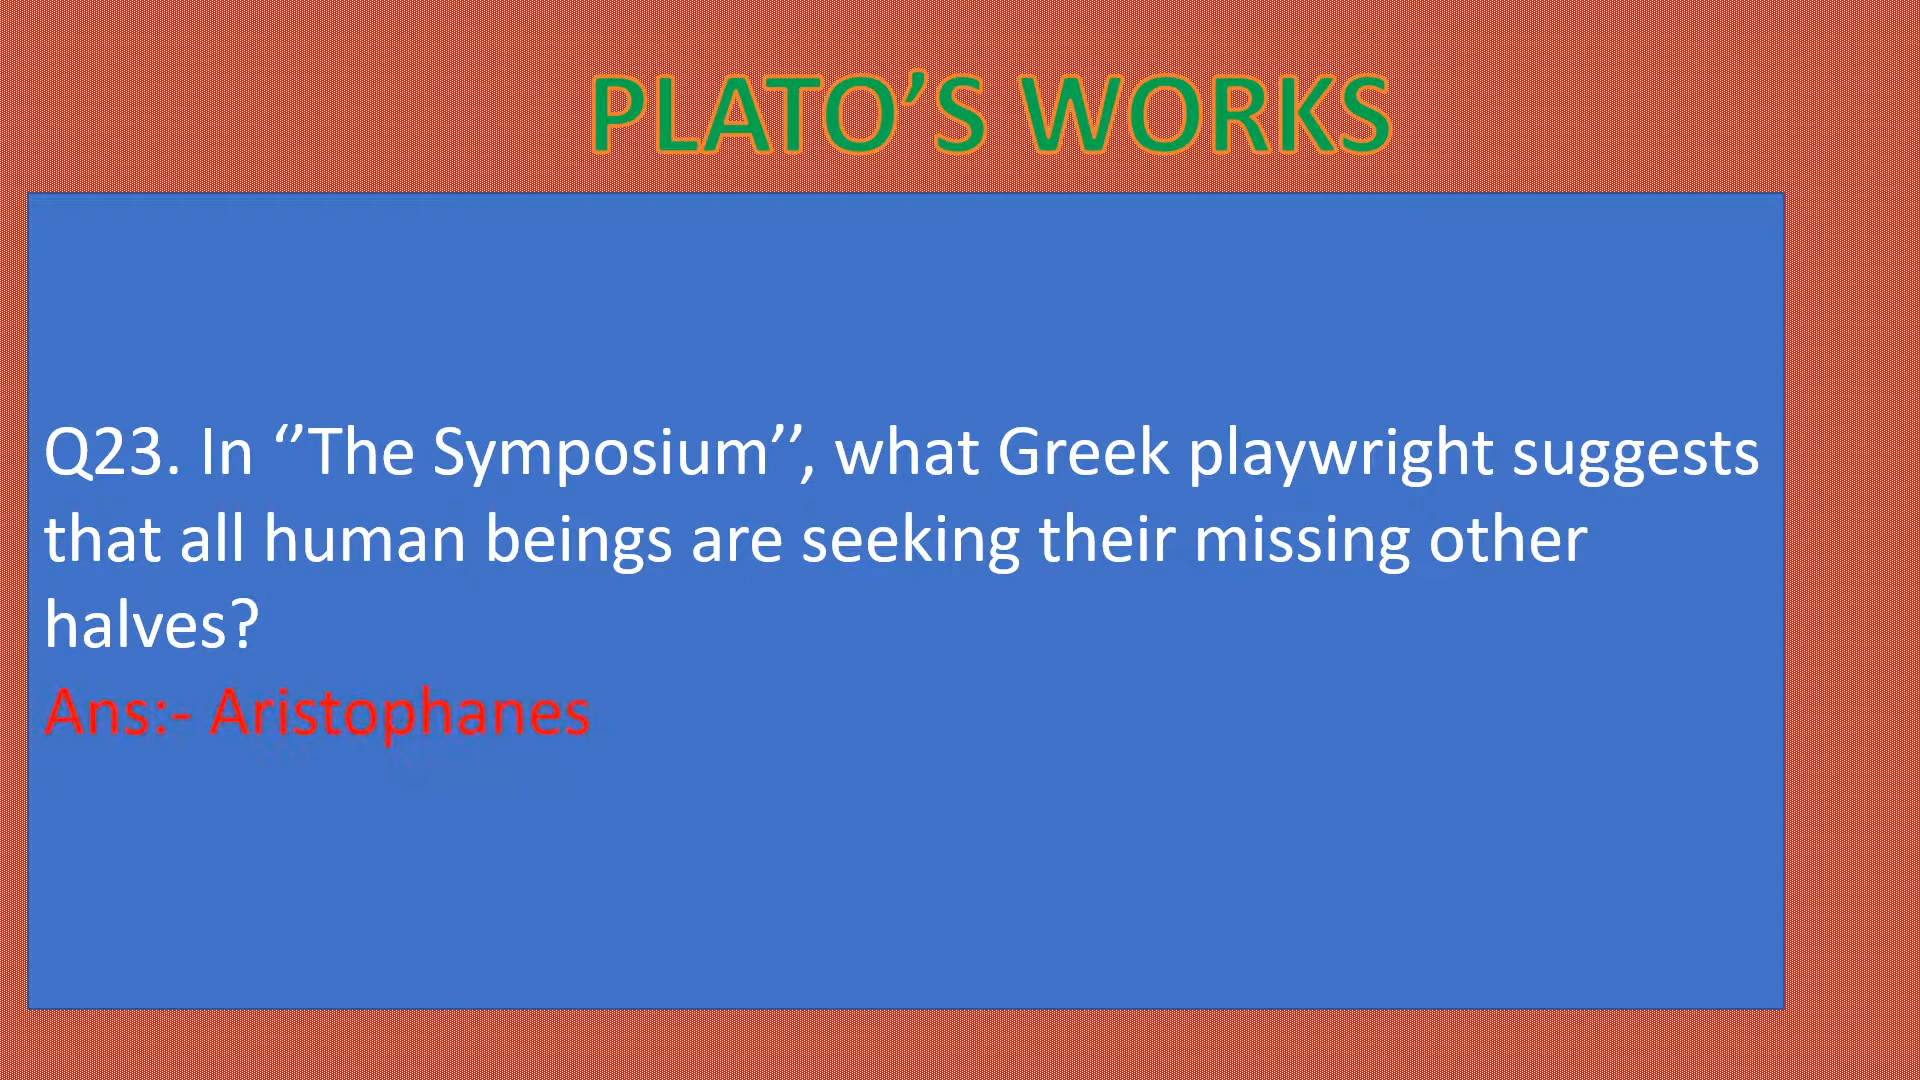 PLATO’S WORKS
Q23. In ‘’The Symposium’’, what Greek playwright suggests
that all human beings are seeking their missing other
halves?
Ans:- Aristophanes